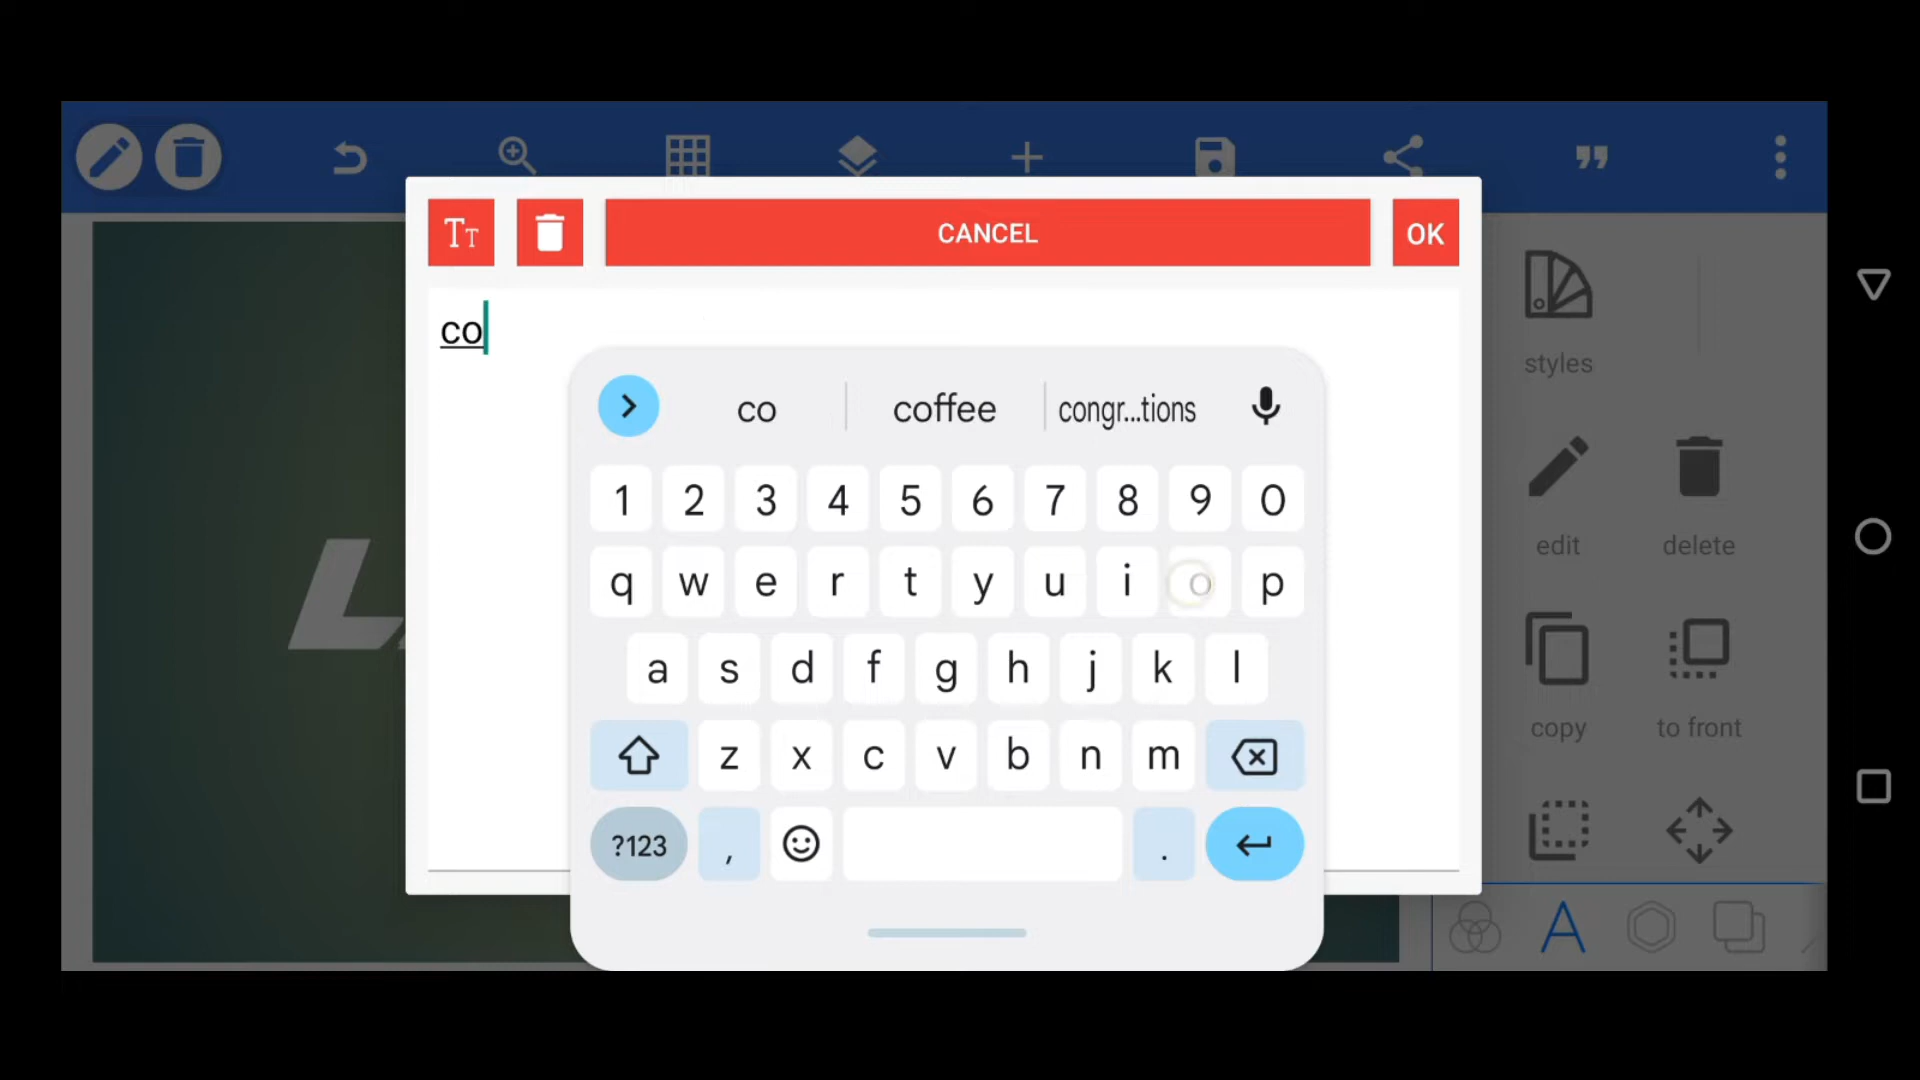 TT CANCEL OK
co
styles
co coffee congr...tions
1 2 3 4 5 6 7 8 9 0
q w e r t y u i o p
edit delete
L
a s d f g h j k l
z x c v b n m
copy to front
?123 , .
A